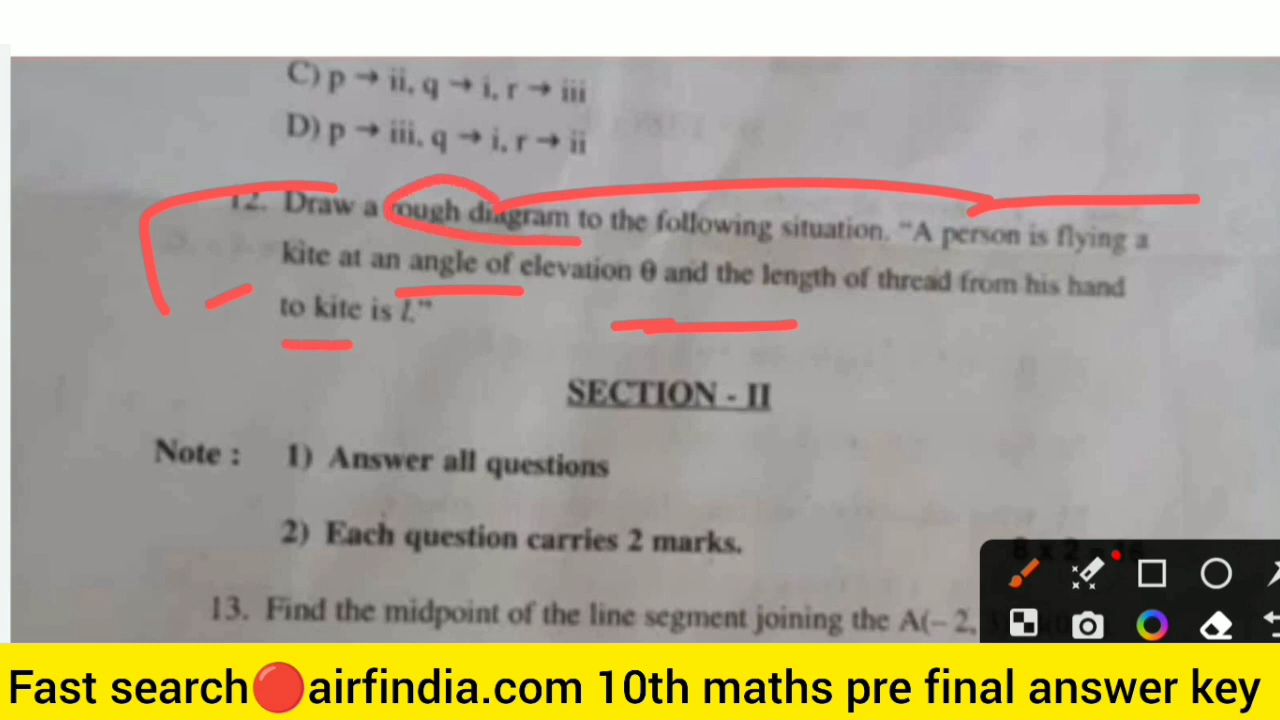 C) p → ii, q → i, r → iii
D) p → iii, q → i, r → ii
12. Draw a rough diagram to the following situation. "A person is flying a
kite at an angle of elevation θ and the length of thread from his hand
to kite is l."
SECTION - II
Note : 1) Answer all questions
2) Each question carries 2 marks.
13. Find the midpoint of the line segment joining the A(– 2,
Fast search🔴airfindia.com 10th maths pre final answer key